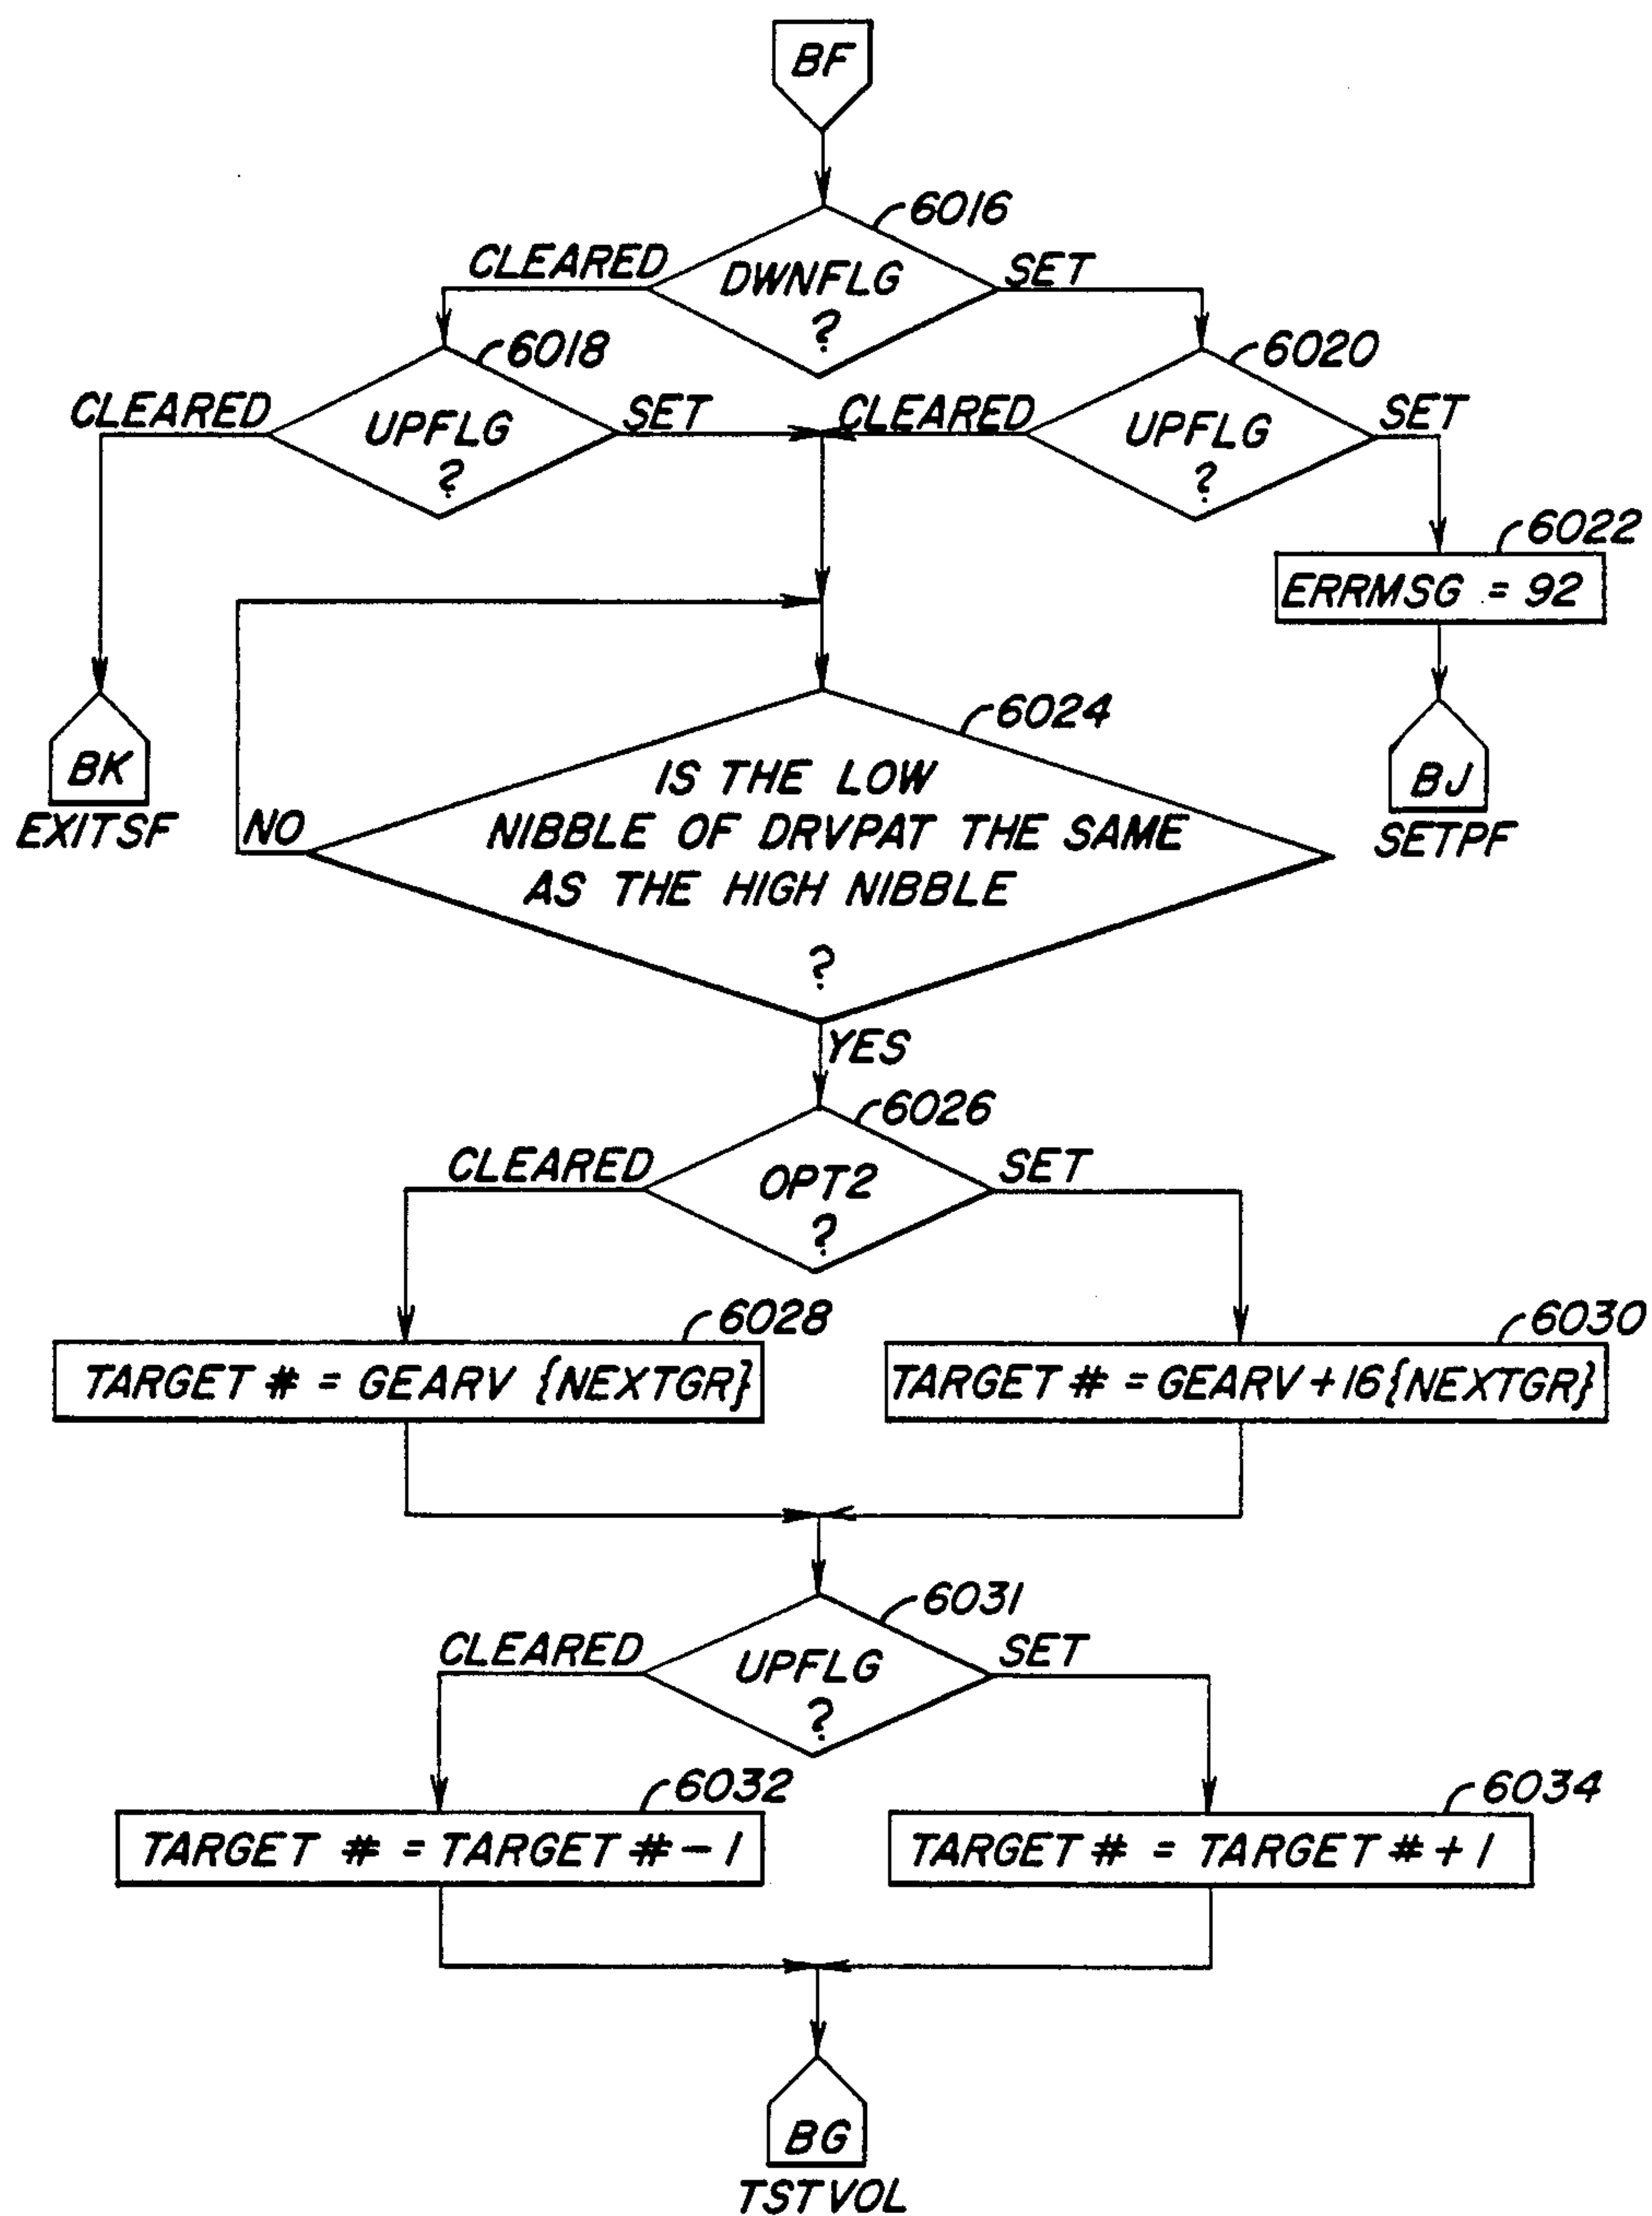 BF
6016
CLEARED
DWNFLG
?
SET
6018
6020
CLEARED
UPFLG
?
SET
CLEARED
UPFLG
?
SET
6022
ERRMSG = 92
BK
EXITSF
BJ
SETPF
6024
IS THE LOW
NIBBLE OF DRVPAT THE SAME
AS THE HIGH NIBBLE
?
NO
YES
6026
CLEARED
OPT2
?
SET
6028
TARGET # = GEARV {NEXTGR}
6030
TARGET # = GEARV+16{NEXTGR}
6031
CLEARED
UPFLG
?
SET
6032
TARGET # = TARGET #-1
6034
TARGET # = TARGET #+1
BG
TSTVOL